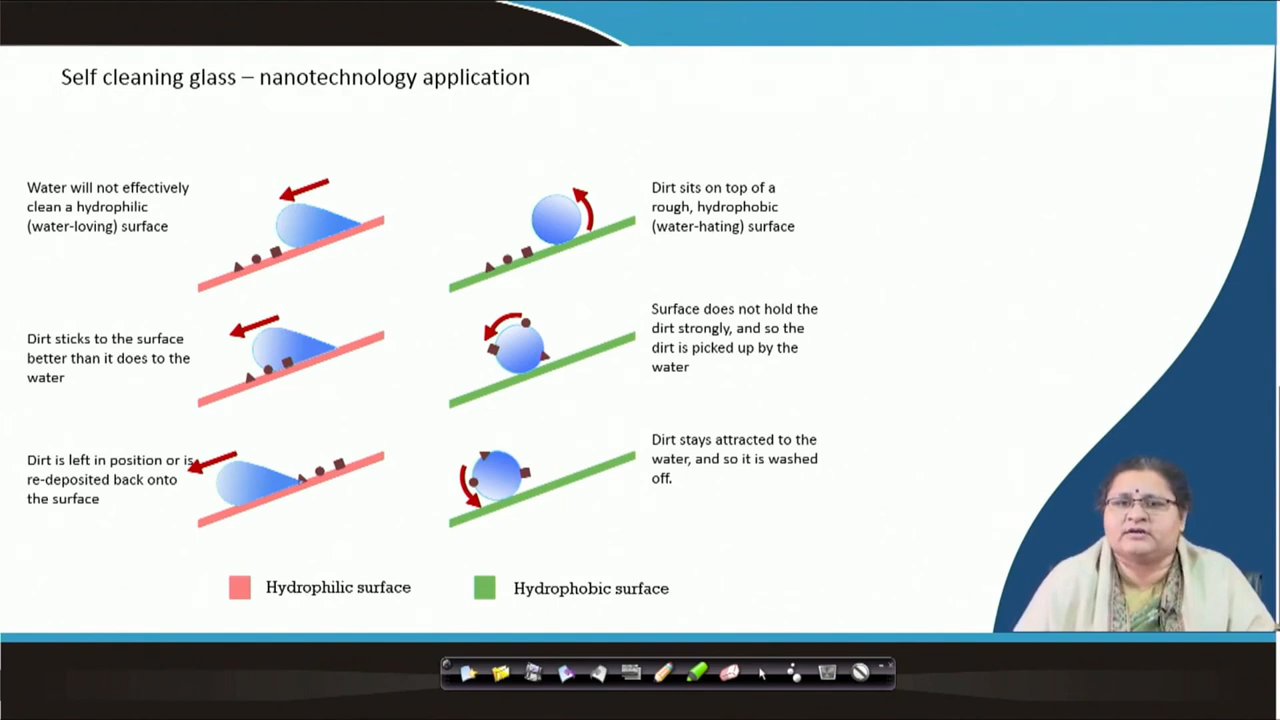 Self cleaning glass – nanotechnology application
Water will not effectively
clean a hydrophilic
(water-loving) surface
Dirt sits on top of a
rough, hydrophobic
(water-hating) surface
Dirt sticks to the surface
better than it does to the
water
Surface does not hold the
dirt strongly, and so the
dirt is picked up by the
water
Dirt is left in position or is
re-deposited back onto
the surface
Dirt stays attracted to the
water, and so it is washed
off.
Hydrophilic surface
Hydrophobic surface